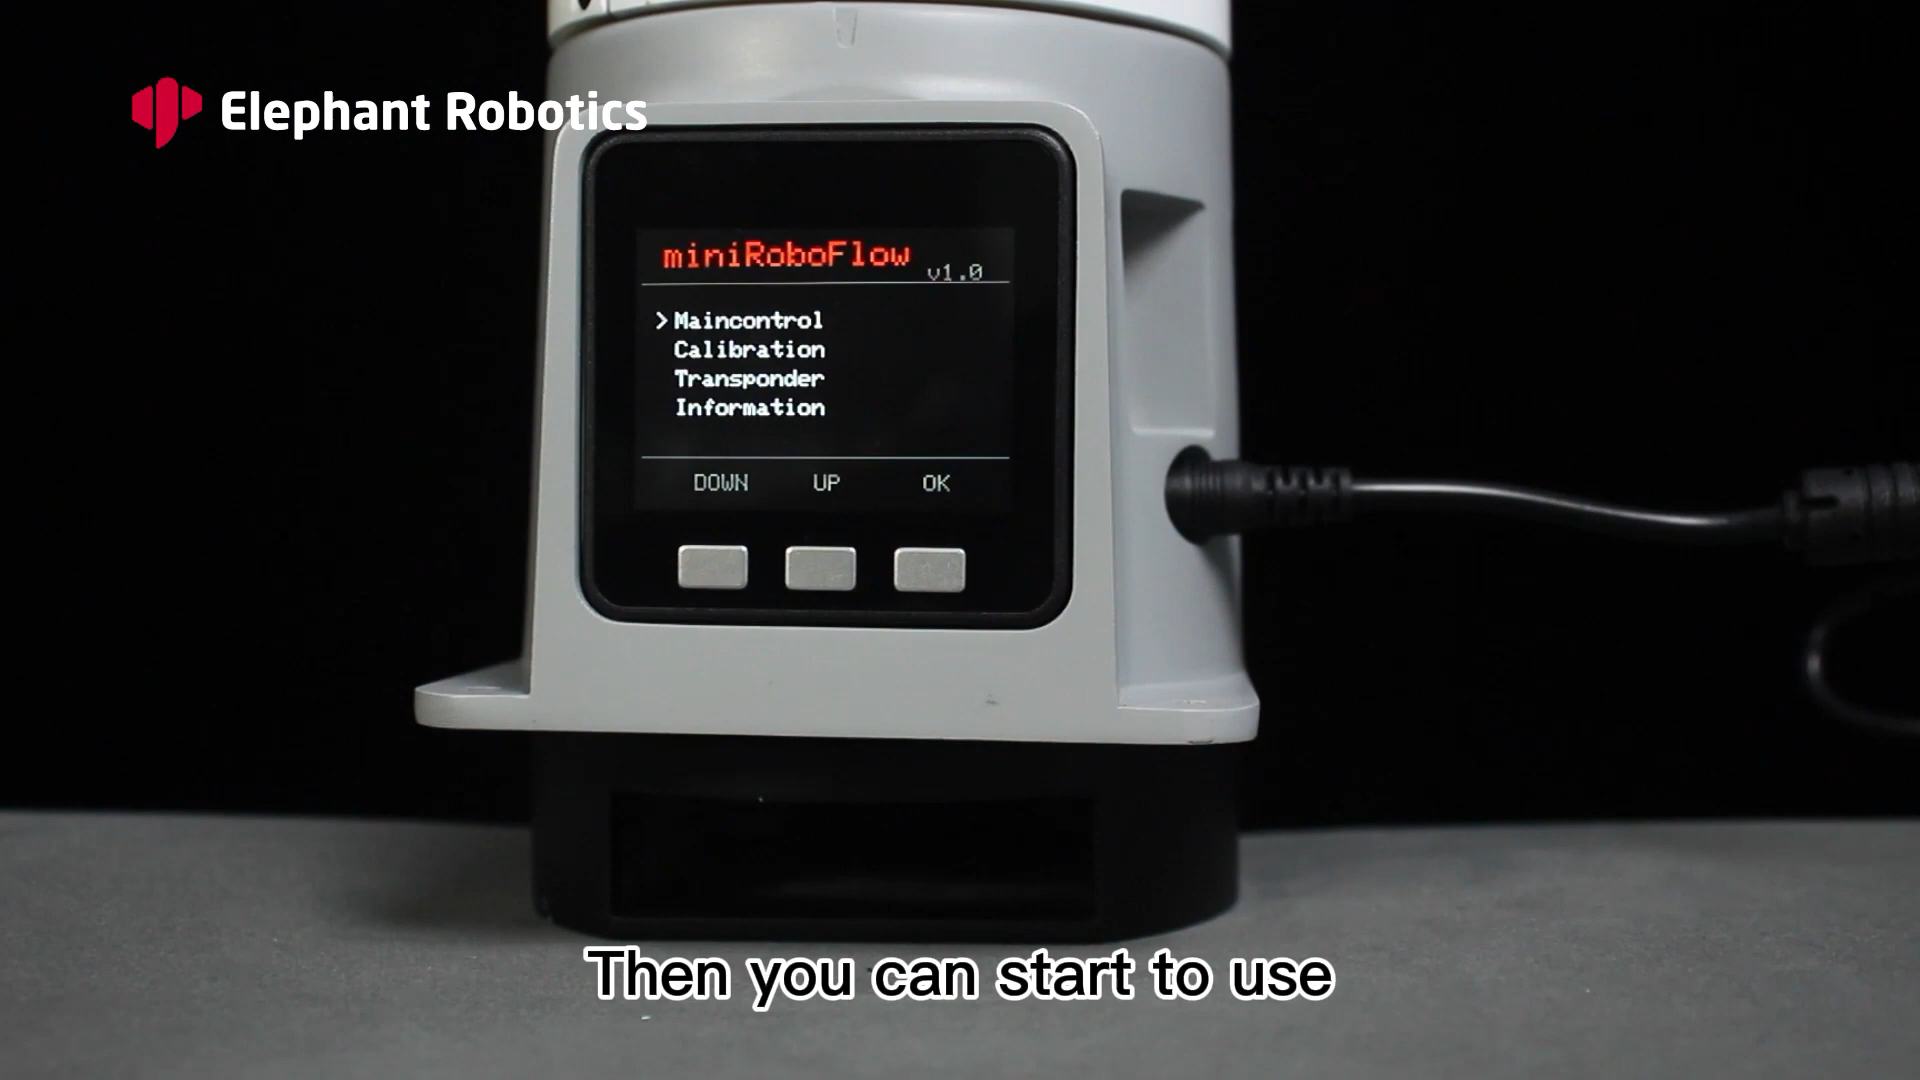 Elephant Robotics
miniRoboFlow v1.0
>Maincontrol
Calibration
Transponder
Information
DOWN UP OK
Then you can start to use